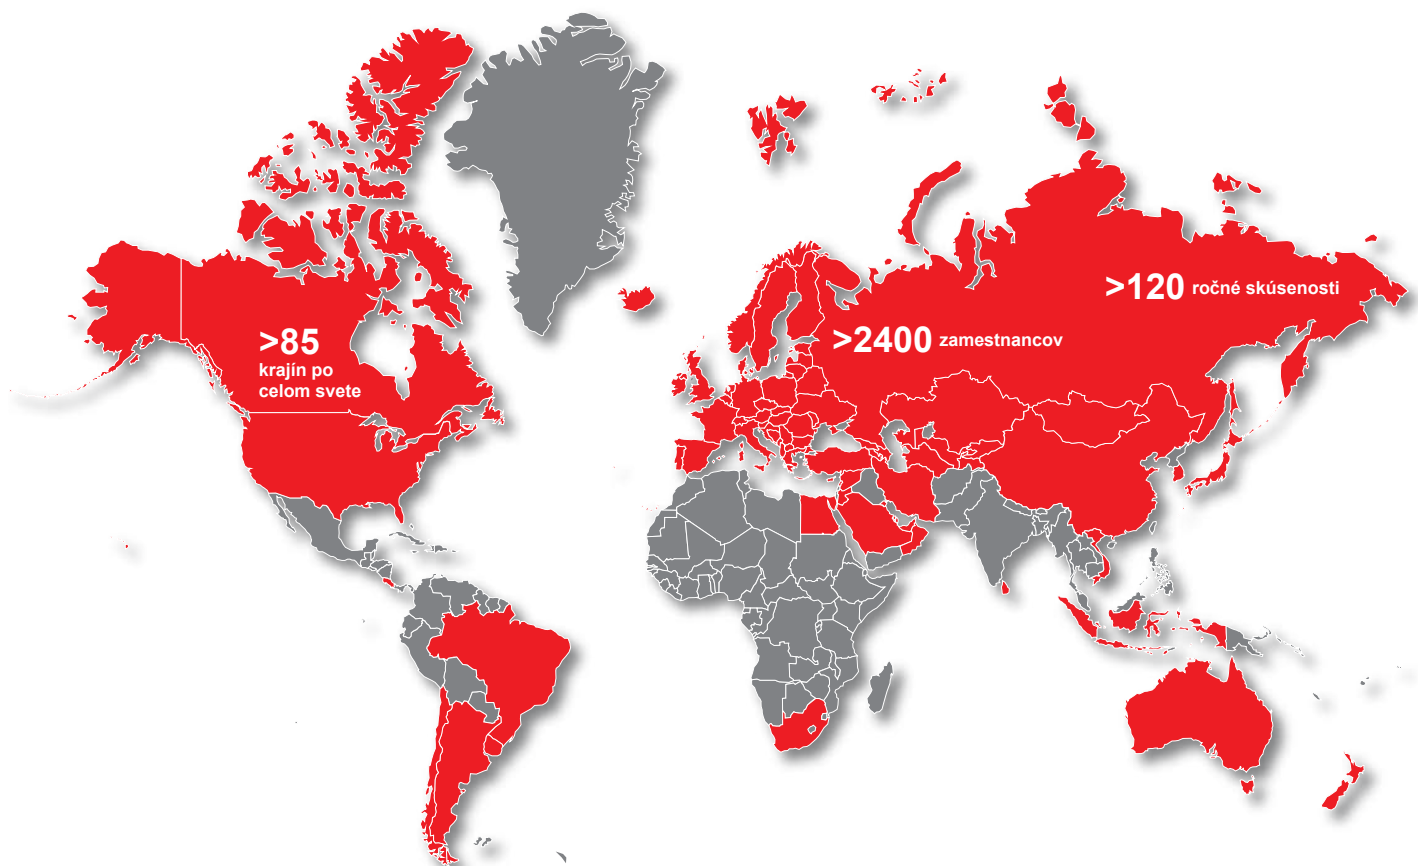 >85
krajín po
celom svete
>2400 zamestnancov
>120 ročné skúsenosti